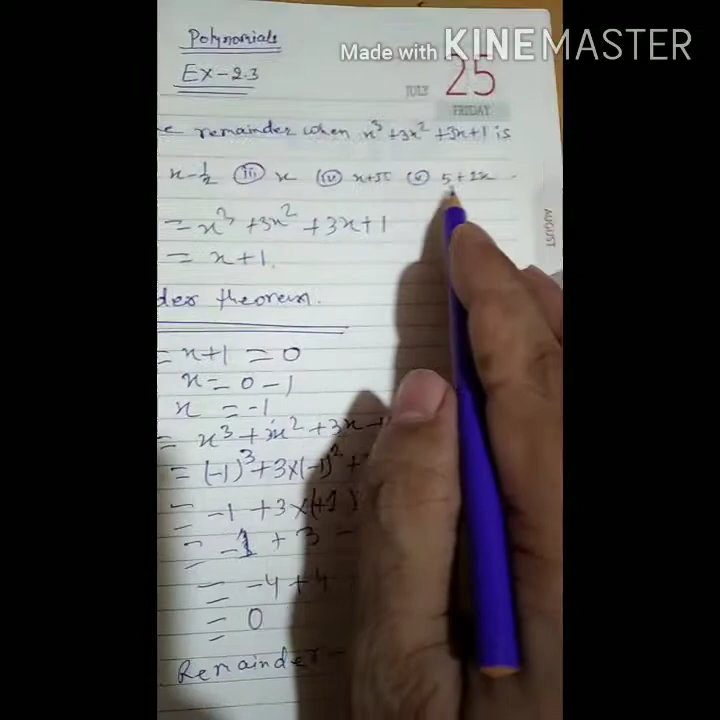 Made with KINEMASTER
Polynomials
Ex-2.3
JULY 25
FRIDAY
remainder when x³ + 3x² + 3x + 1 is
x - 1/2 (iii) x (iv) x + π (v) 5 + 2x
AUGUST
= x³ + 3x² + 3x + 1
= x + 1.
theorem.
= x + 1 = 0
x = 0 - 1
x = -1
= x³ + 3x² + 3x +
= (-1)³ + 3×(-1)² +
= -1 + 3×(+1)
= -1 + 3 -
= -4 + 4
= 0
Remainder -